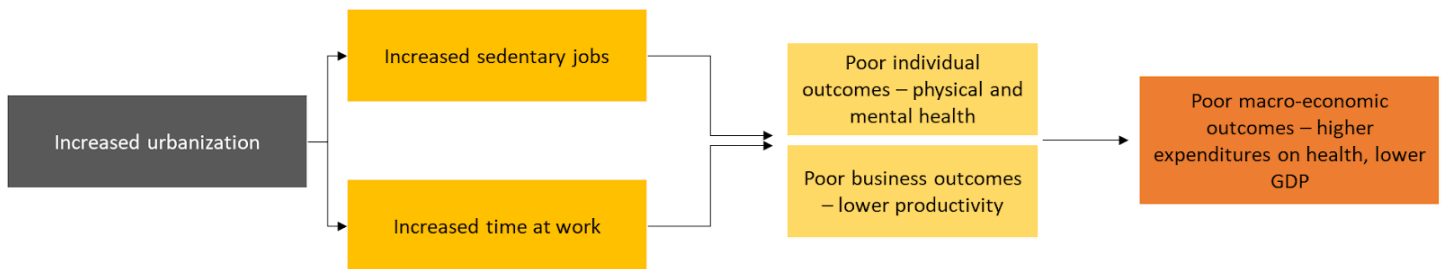 Increased urbanization
Increased sedentary jobs
Increased time at work
Poor individual
outcomes – physical and
mental health
Poor business outcomes
– lower productivity
Poor macro-economic
outcomes – higher
expenditures on health, lower
GDP